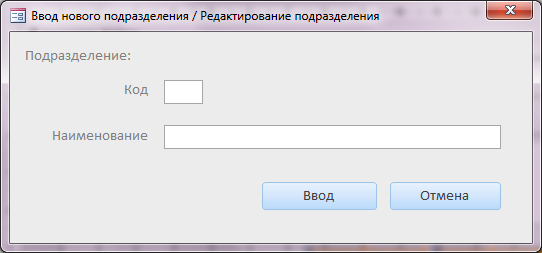 Ввод нового подразделения / Редактирование подразделения
Подразделение:
Код
Наименование
Ввод
Отмена